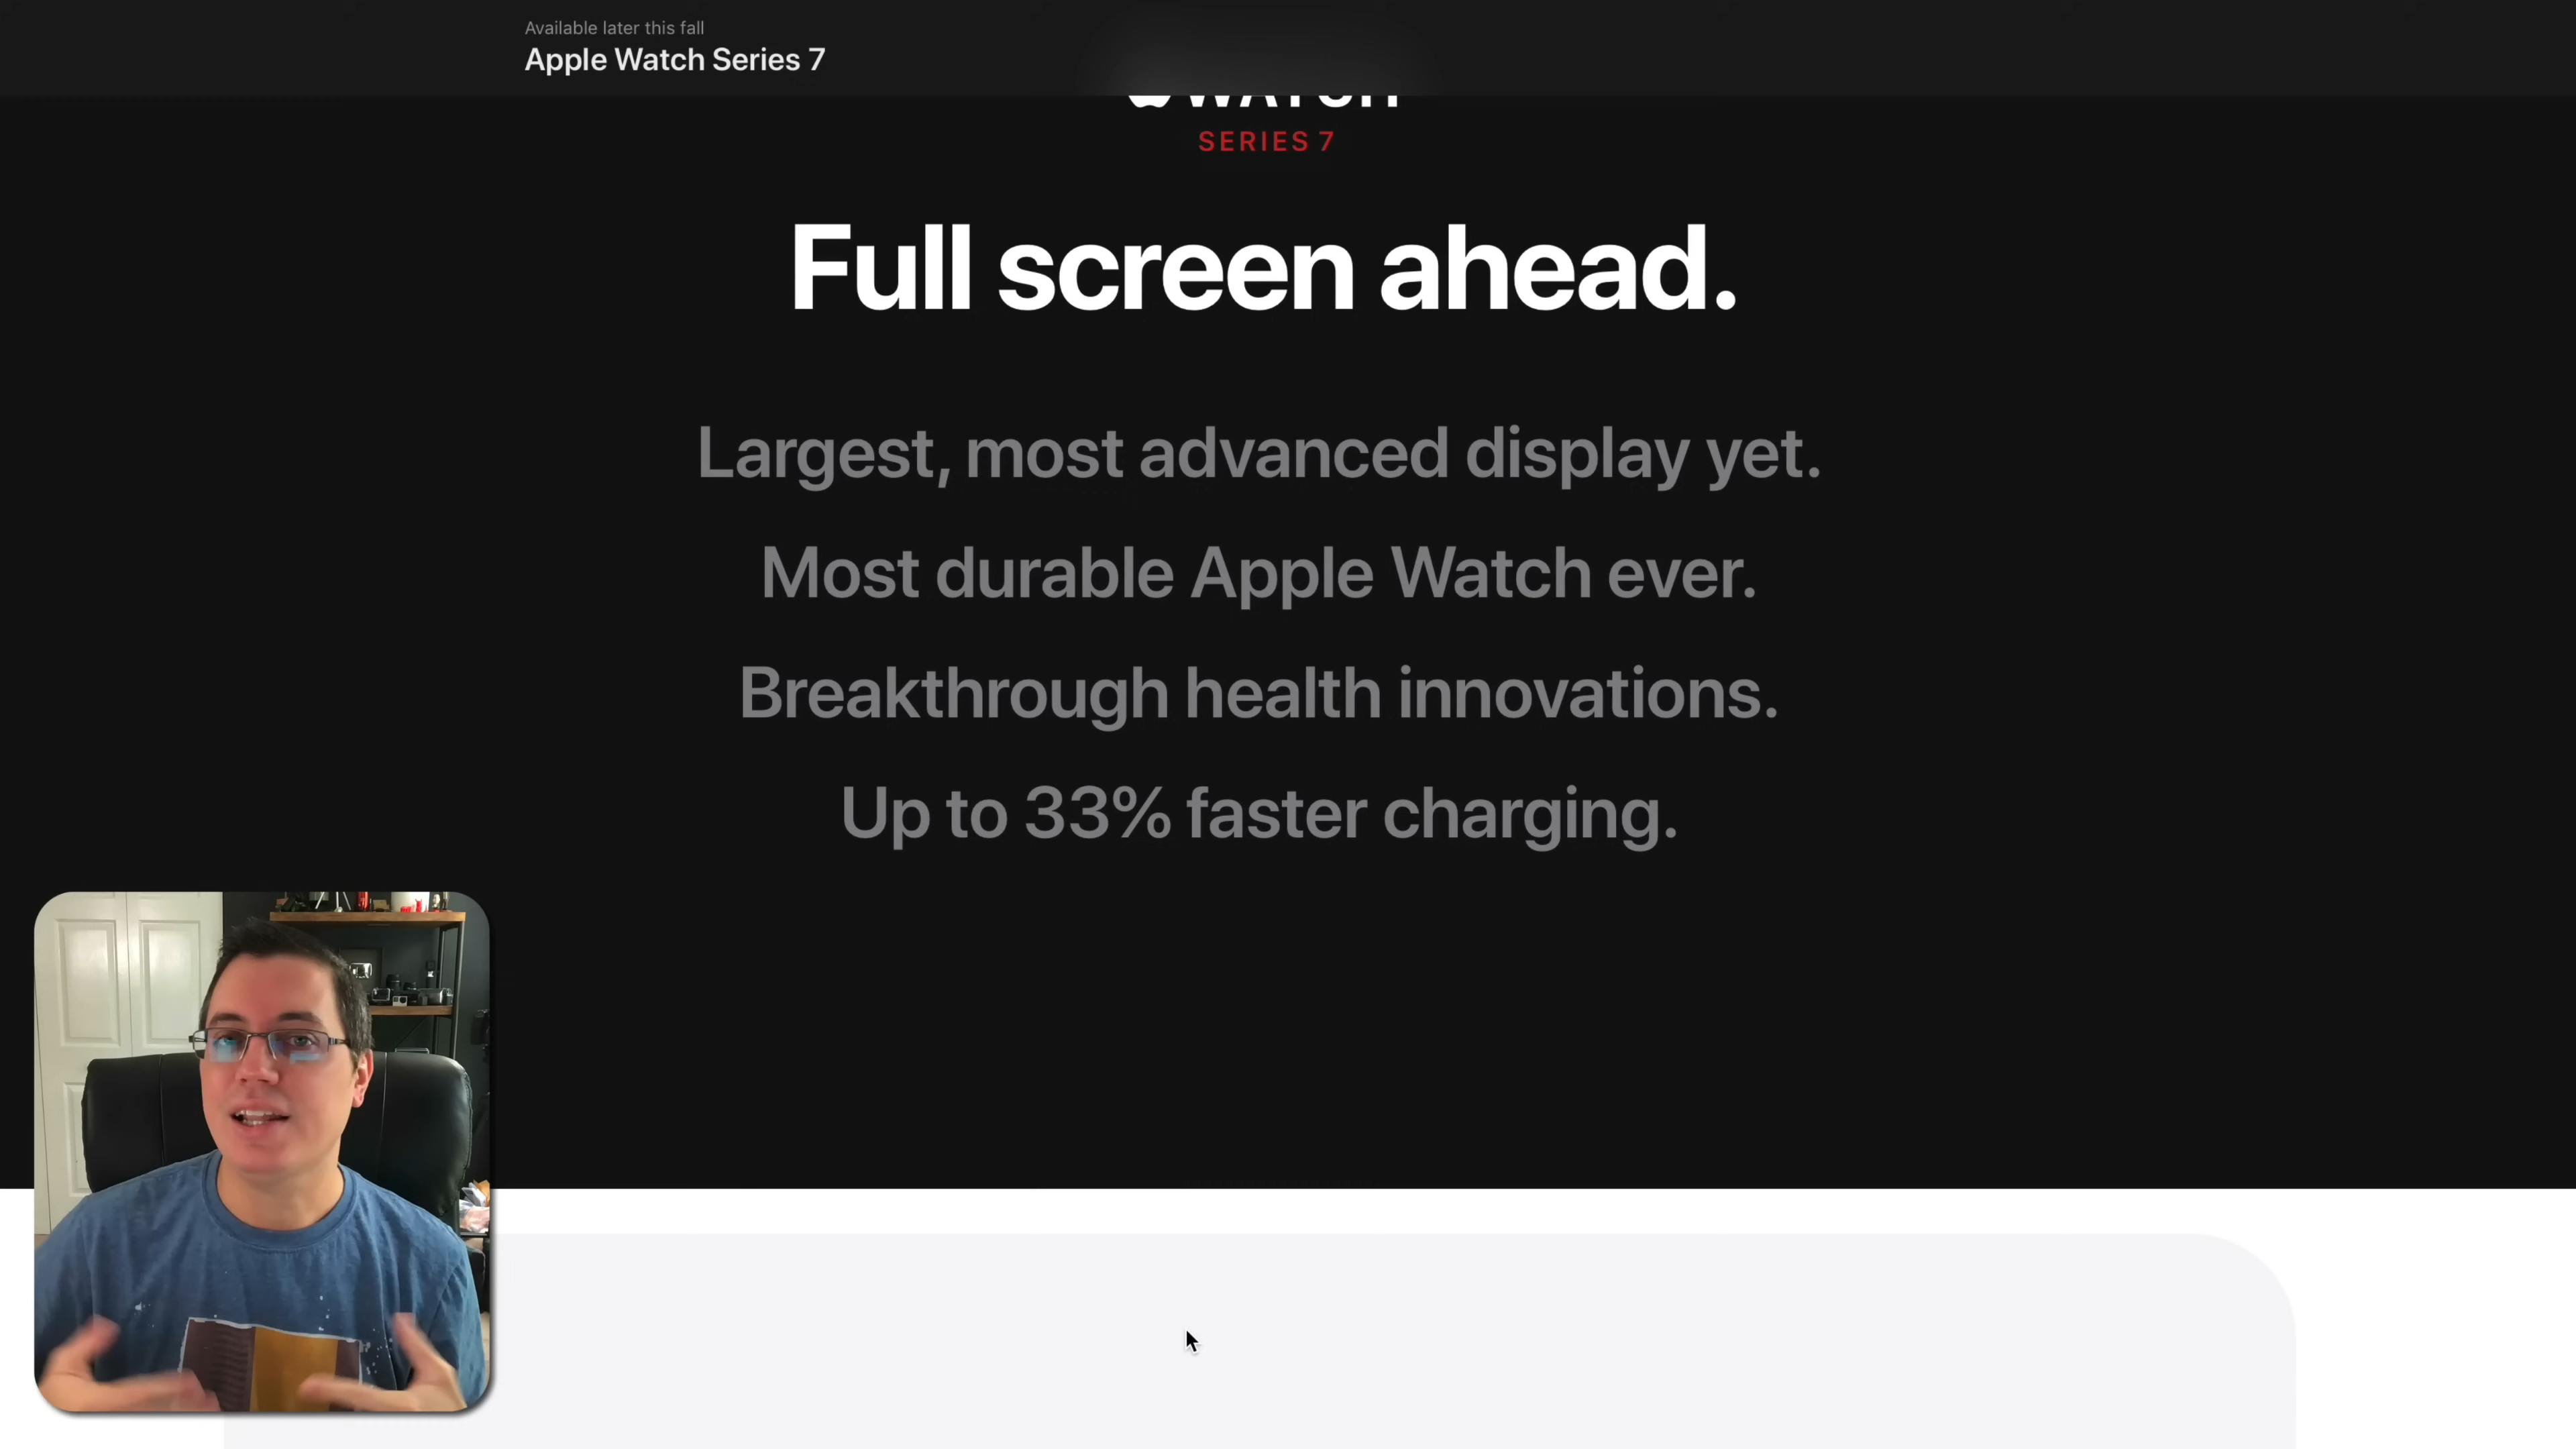 Available later this fall
Apple Watch Series 7
WATCH
SERIES 7
Full screen ahead.
Largest, most advanced display yet.
Most durable Apple Watch ever.
Breakthrough health innovations.
Up to 33% faster charging.